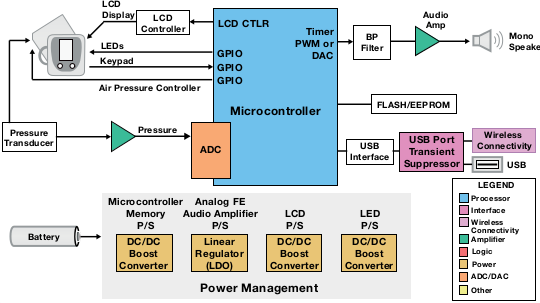 LCD
Display
LCD
Controller
LCD CTLR
LEDs
GPIO
Keypad
GPIO
Air Pressure Controller
GPIO
Timer
PWM or
DAC
BP
Filter
Audio
Amp
Mono
Speake
Microcontroller
FLASH/EEPROM
Pressure
Transducer
Pressure
ADC
USB
Interface
USB Port
Transient
Suppressor
Wireless
Connectivity
USB
Battery
Microcontroller
Memory
P/S
DC/DC
Boost
Converter
Analog FE
Audio Amplifier
P/S
Linear
Regulator
(LDO)
LCD
P/S
DC/DC
Boost
Converter
LED
P/S
DC/DC
Boost
Converter
Power Management
LEGEND
Processor
Interface
Wireless
Connectivity
Amplifier
Logic
Power
ADC/DAC
Other